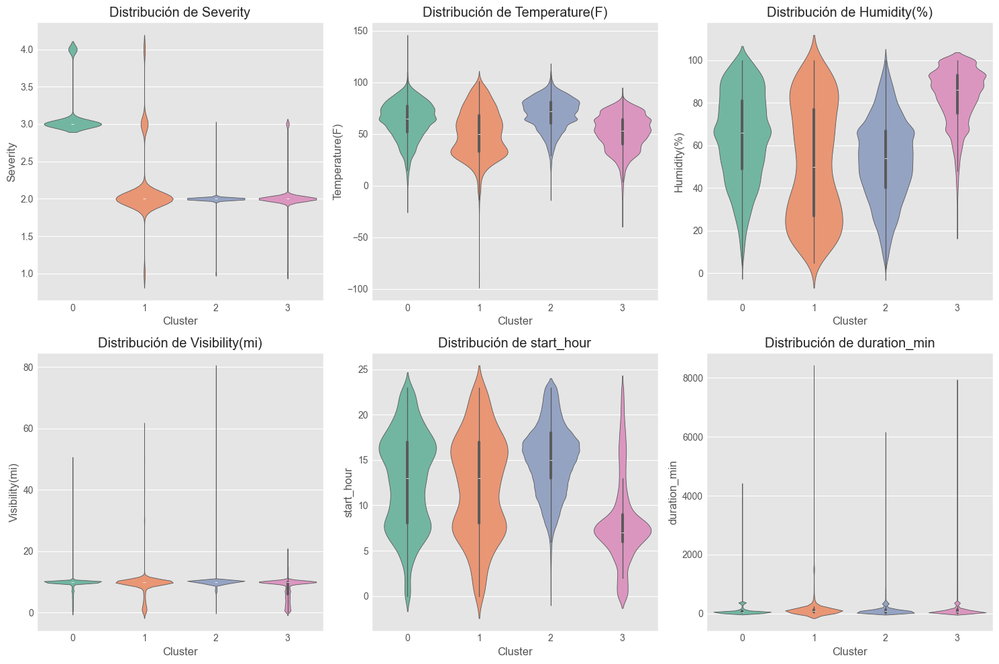 Distribución de Severity
4.0
3.5
3.0
2.5
2.0
1.5
1.0
Severity
0 1 2 3
Cluster
Distribución de Temperature(F)
150
100
50
0
−50
−100
Temperature(F)
0 1 2 3
Cluster
Distribución de Humidity(%)
100
80
60
40
20
0
Humidity(%)
0 1 2 3
Cluster
Distribución de Visibility(mi)
80
60
40
20
0
Visibility(mi)
0 1 2 3
Cluster
Distribución de start_hour
25
20
15
10
5
0
start_hour
0 1 2 3
Cluster
Distribución de duration_min
8000
6000
4000
2000
0
duration_min
0 1 2 3
Cluster